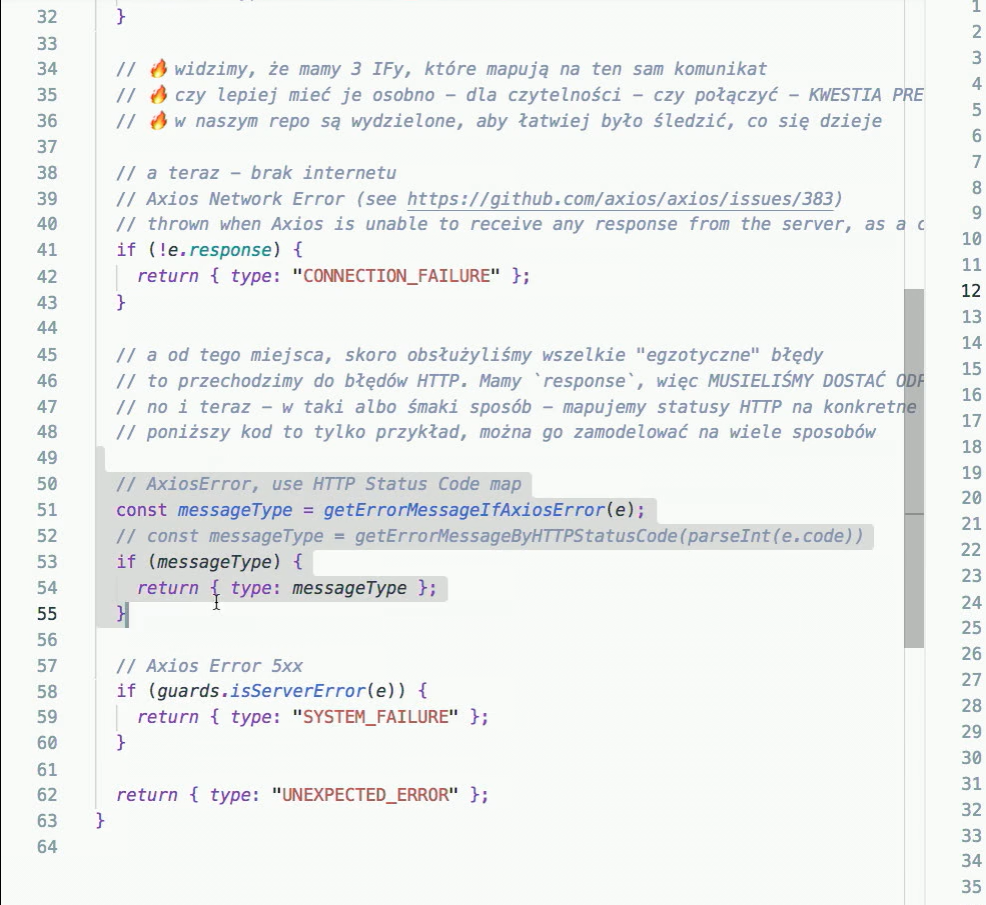 32 }
33
34 // 🔥 widzimy, że mamy 3 IFy, które mapują na ten sam komunikat
35 // 🔥 czy lepiej mieć je osobno – dla czytelności – czy połączyć – KWESTIA PRE
36 // 🔥 w naszym repo są wydzielone, aby łatwiej było śledzić, co się dzieje
37
38 // a teraz – brak internetu
39 // Axios Network Error (see https://github.com/axios/axios/issues/383)
40 // thrown when Axios is unable to receive any response from the server, as a c
41 if (!e.response) {
42 return { type: "CONNECTION_FAILURE" };
43 }
44
45 // a od tego miejsca, skoro obsłużyliśmy wszelkie "egzotyczne" błędy
46 // to przechodzimy do błędów HTTP. Mamy `response`, więc MUSIELIŚMY DOSTAĆ
47 // no i teraz – w taki albo śmaki sposób – mapujemy statusy HTTP na konkretne
48 // poniższy kod to tylko przykład, można go zamodelować na wiele sposobów
49
50 // AxiosError, use HTTP Status Code map
51 const messageType = getErrorMessageIfAxiosError(e);
52 // const messageType = getErrorMessageByHTTPStatusCode(parseInt(e.code))
53 if (messageType) {
54 return { type: messageType };
55 }
56
57 // Axios Error 5xx
58 if (guards.isServerError(e)) {
59 return { type: "SYSTEM_FAILURE" };
60 }
61
62 return { type: "UNEXPECTED_ERROR" };
63 }
64
1
2
3
4
5
6
7
8
9
10
11
12
13
14
15
16
17
18
19
20
21
22
23
24
25
26
27
28
29
30
31
32
33
34
35